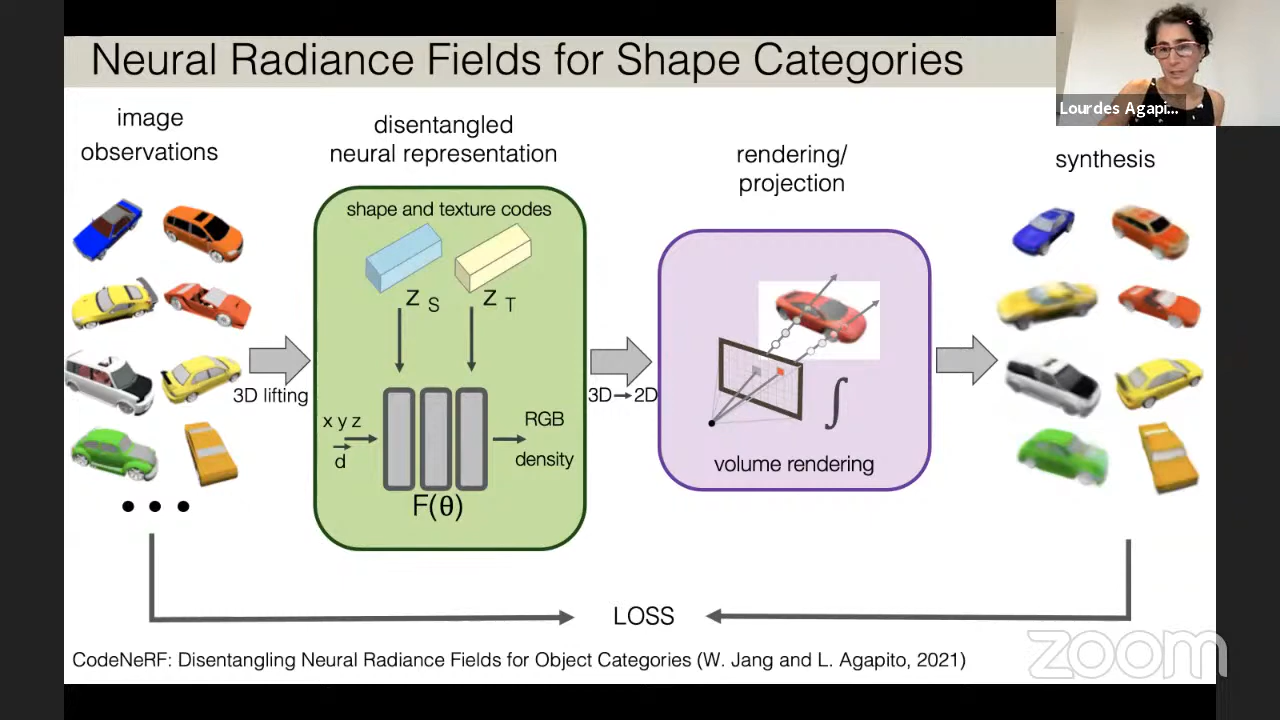 Neural Radiance Fields for Shape Categories
Lourdes Agapi...
image
observations
disentangled
neural representation
rendering/
projection
synthesis
shape and texture codes
z S
z T
3D lifting
x y z
d
RGB
density
F(θ)
3D→2D
∫
volume rendering
• • •
LOSS
CodeNeRF: Disentangling Neural Radiance Fields for Object Categories (W. Jang and L. Agapito, 2021)
zoom